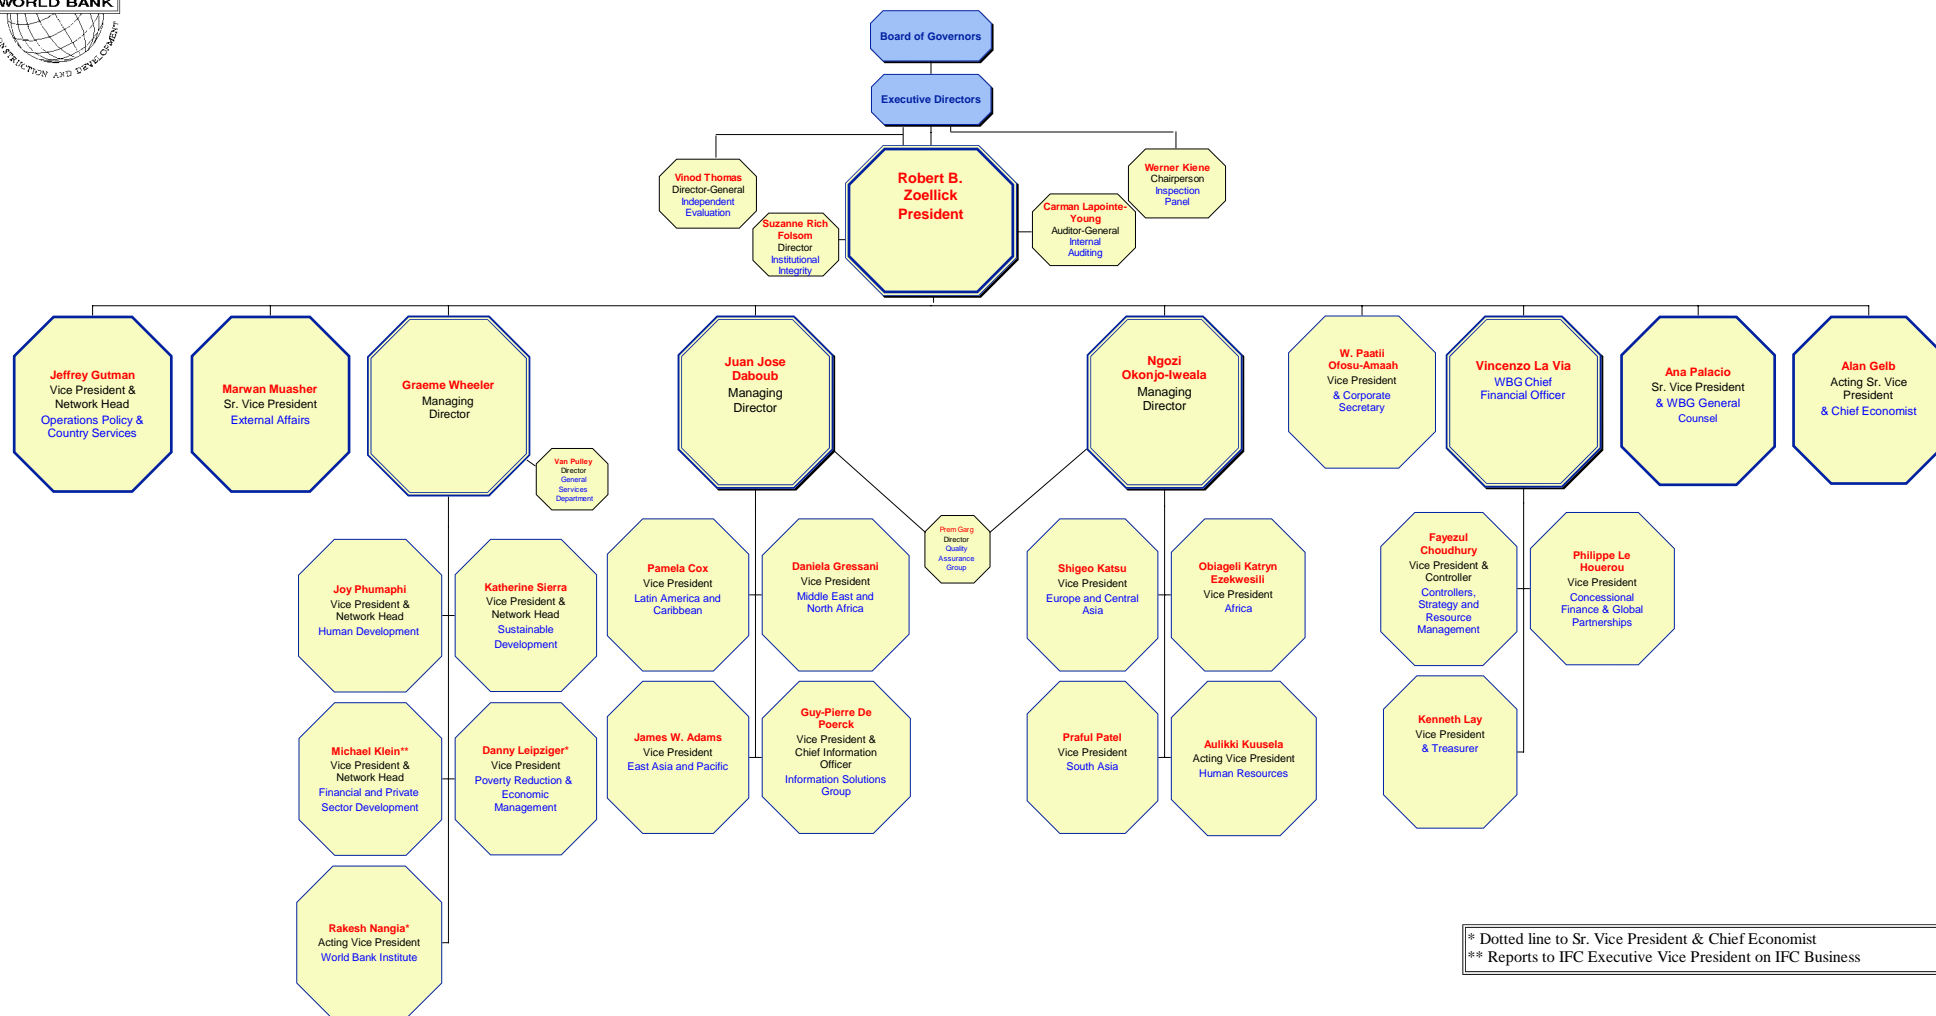 WORLD BANK
CONSTRUCTION AND DEVELOPMENT
Board of Governors
Executive Directors
Vinod Thomas
Director-General
Independent
Evaluation
Suzanne Rich
Folsom
Director
Institutional
Integrity
Robert B.
Zoellick
President
Carman Lapointe-
Young
Auditor-General
Internal
Auditing
Werner Kiene
Chairperson
Inspection
Panel
Jeffrey Gutman
Vice President &
Network Head
Operations Policy &
Country Services
Marwan Muasher
Sr. Vice President
External Affairs
Graeme Wheeler
Managing
Director
Van Pulley
Director
General
Services
Department
Juan Jose
Daboub
Managing
Director
Ngozi
Okonjo-Iweala
Managing
Director
W. Paatii
Ofosu-Amaah
Vice President
& Corporate
Secretary
Vincenzo La Via
WBG Chief
Financial Officer
Ana Palacio
Sr. Vice President
& WBG General
Counsel
Alan Gelb
Acting Sr. Vice
President
& Chief Economist
Prem Garg
Director
Quality
Assurance
Group
Joy Phumaphi
Vice President &
Network Head
Human Development
Katherine Sierra
Vice President &
Network Head
Sustainable
Development
Pamela Cox
Vice President
Latin America and
Caribbean
Daniela Gressani
Vice President
Middle East and
North Africa
Shigeo Katsu
Vice President
Europe and Central
Asia
Obiageli Katryn
Ezekwesili
Vice President
Africa
Fayezul
Choudhury
Vice President &
Controller
Controllers,
Strategy and
Resource
Management
Philippe Le
Houerou
Vice President
Concessional
Finance & Global
Partnerships
Michael Klein**
Vice President &
Network Head
Financial and Private
Sector Development
Danny Leipziger*
Vice President
Poverty Reduction &
Economic
Management
James W. Adams
Vice President
East Asia and Pacific
Guy-Pierre De
Poerck
Vice President &
Chief Information
Officer
Information Solutions
Group
Praful Patel
Vice President
South Asia
Aulikki Kuusela
Acting Vice President
Human Resources
Kenneth Lay
Vice President
& Treasurer
Rakesh Nangia*
Acting Vice President
World Bank Institute
* Dotted line to Sr. Vice President & Chief Economist
** Reports to IFC Executive Vice President on IFC Business